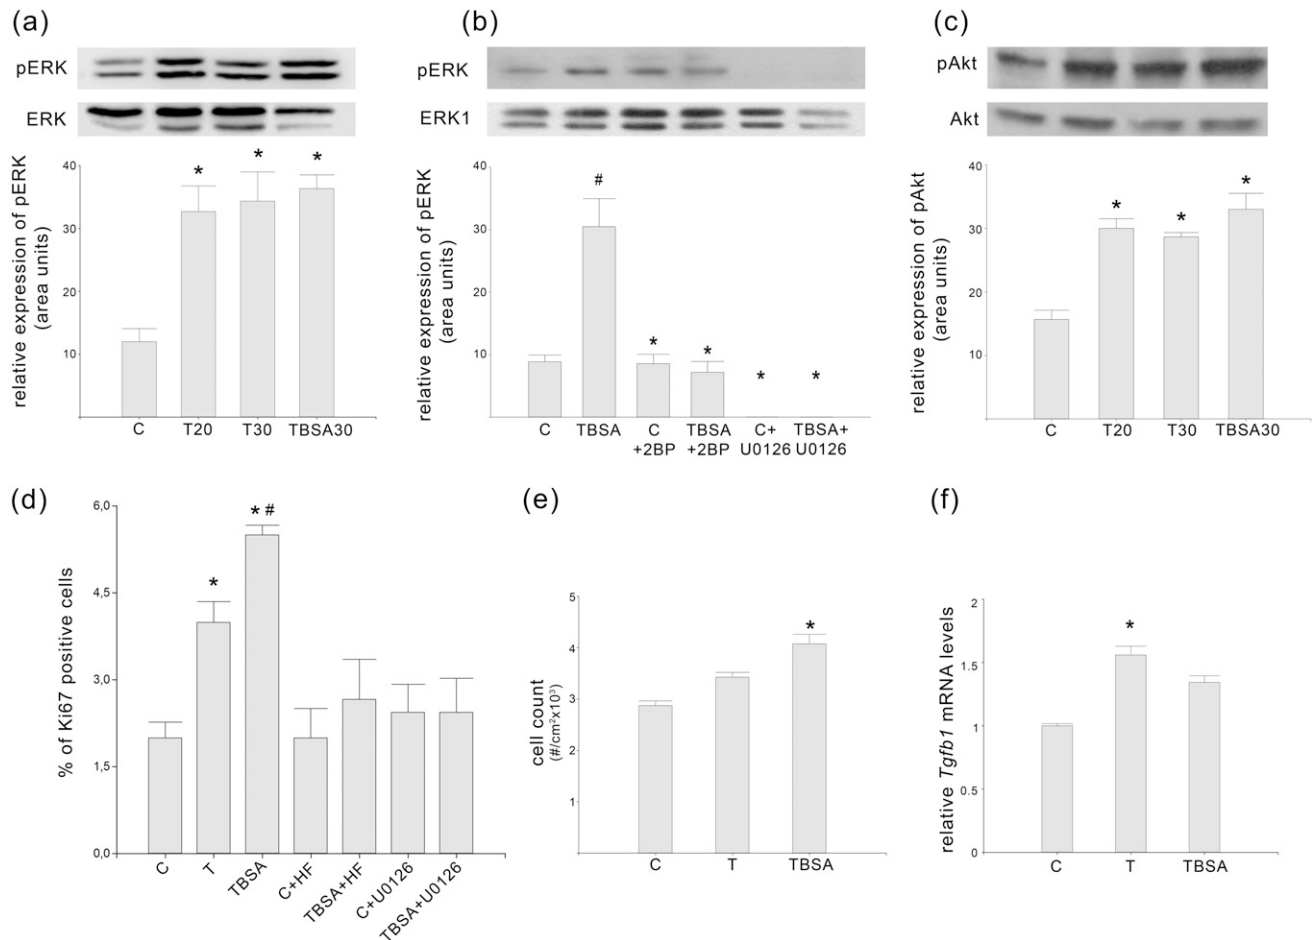 (a)
pERK
ERK
relative expression of pERK
(area units)
40
30
20
10
*
*
*
C
T20
T30
TBSA30
(b)
pERK
ERK1
relative expression of pERK
(area units)
40
30
20
10
#
*
*
*
*
C
TBSA
C
+2BP
TBSA
+2BP
C+
U0126
TBSA+
U0126
(c)
pAkt
Akt
relative expression of pAkt
(area units)
40
30
20
10
*
*
*
C
T20
T30
TBSA30
(d)
% of Ki67 positive cells
6,0
4,5
3,0
1,5
0,0
*
* #
C
T
TBSA
C+HF
TBSA+HF
C+U0126
TBSA+U0126
(e)
cell count
(#/cm²x10³)
5
4
3
2
1
*
C
T
TBSA
(f)
relative Tgfb1 mRNA levels
2
1.5
1
0.5
0
*
C
T
TBSA